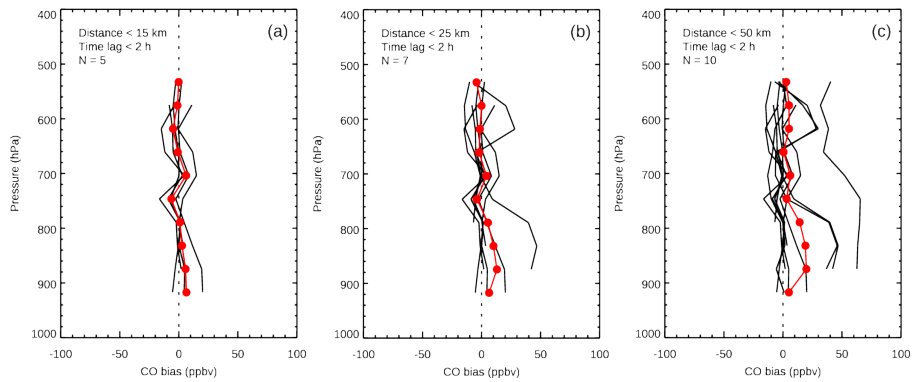 (a)
Distance < 15 km
Time lag < 2 h
N = 5
400
500
600
700
800
900
1000
Pressure (hPa)
-100 -50 0 50 100
CO bias (ppbv)
(b)
Distance < 25 km
Time lag < 2 h
N = 7
400
500
600
700
800
900
1000
Pressure (hPa)
-100 -50 0 50 100
CO bias (ppbv)
(c)
Distance < 50 km
Time lag < 2 h
N = 10
400
500
600
700
800
900
1000
Pressure (hPa)
-100 -50 0 50 100
CO bias (ppbv)